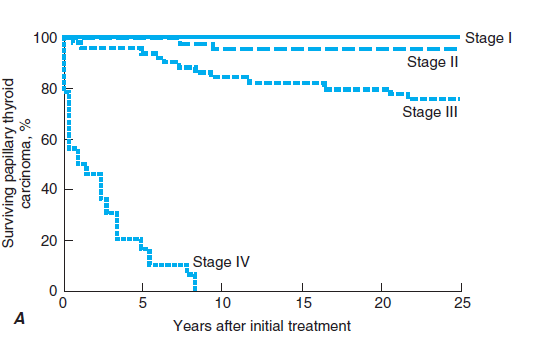 Surviving papillary thyroid
carcinoma, %
100
80
60
40
20
0
Stage I
Stage II
Stage III
Stage IV
0 5 10 15 20 25
Years after initial treatment
A